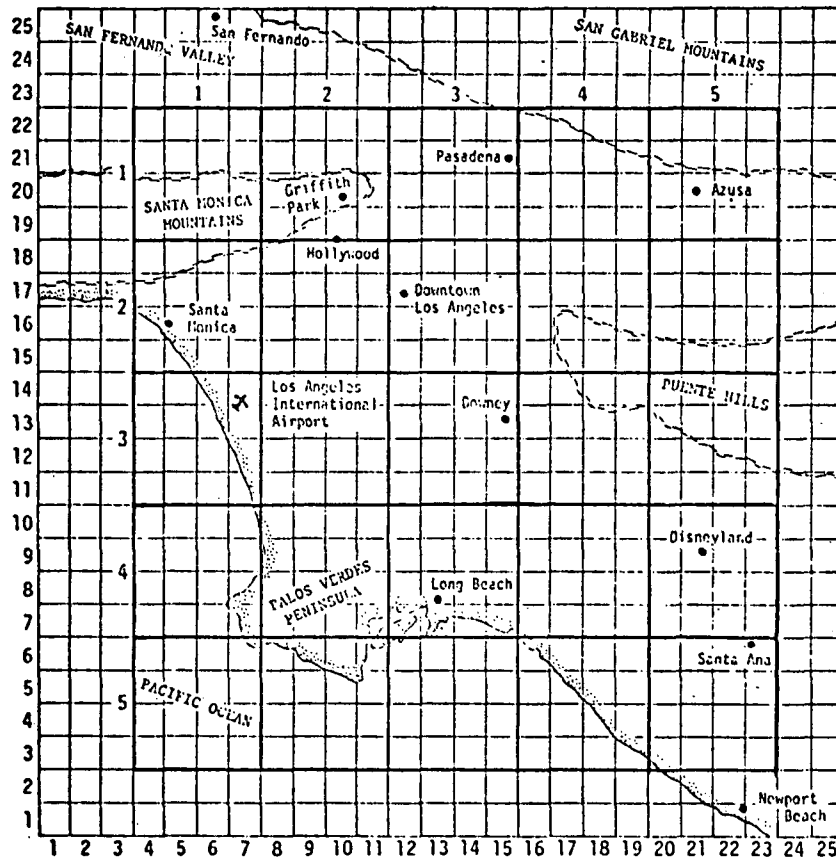 25
24
23
22
21
20
19
18
17
16
15
14
13
12
11
10
9
8
7
6
5
4
3
2
1
SAN FERNANDO VALLEY
San Fernando
SAN GABRIEL MOUNTAINS
1 2 3 4 5
1
2
3
4
5
Pasadena
Azusa
Griffith
Park
SANTA MONICA
MOUNTAINS
Hollywood
Downtown
Los Angeles
Santa
Monica
Los Angeles
International
Airport
Downey
PUENTE HILLS
Disneyland
PALOS VERDES
PENINSULA
Long Beach
Santa Ana
PACIFIC OCEAN
Newport
Beach
1 2 3 4 5 6 7 8 9 10 11 12 13 14 15 16 17 18 19 20 21 22 23 24 25